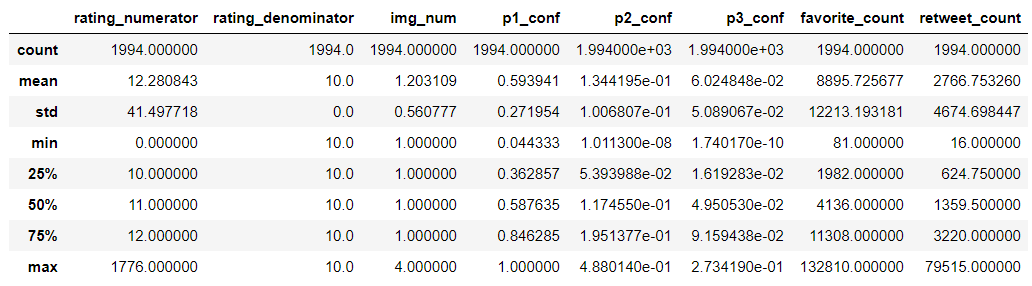 rating_numerator rating_denominator img_num p1_conf p2_conf p3_conf favorite_count retweet_count
count 1994.000000 1994.0 1994.000000 1994.000000 1.994000e+03 1.994000e+03 1994.000000 1994.000000
mean 12.280843 10.0 1.203109 0.593941 1.344195e-01 6.024848e-02 8895.725677 2766.753260
std 41.497718 0.0 0.560777 0.271954 1.006807e-01 5.089067e-02 12213.193181 4674.698447
min 0.000000 10.0 1.000000 0.044333 1.011300e-08 1.740170e-10 81.000000 16.000000
25% 10.000000 10.0 1.000000 0.362857 5.393988e-02 1.619283e-02 1982.000000 624.750000
50% 11.000000 10.0 1.000000 0.587635 1.174550e-01 4.950530e-02 4136.000000 1359.500000
75% 12.000000 10.0 1.000000 0.846285 1.951377e-01 9.159438e-02 11308.000000 3220.000000
max 1776.000000 10.0 4.000000 1.000000 4.880140e-01 2.734190e-01 132810.000000 79515.000000